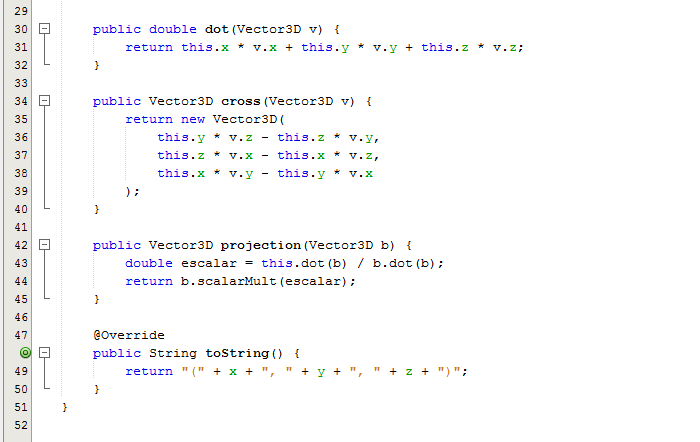 29
30 public double dot(Vector3D v) {
31 return this.x * v.x + this.y * v.y + this.z * v.z;
32 }
33
34 public Vector3D cross(Vector3D v) {
35 return new Vector3D(
36 this.y * v.z - this.z * v.y,
37 this.z * v.x - this.x * v.z,
38 this.x * v.y - this.y * v.x
39 );
40 }
41
42 public Vector3D projection(Vector3D b) {
43 double escalar = this.dot(b) / b.dot(b);
44 return b.scalarMult(escalar);
45 }
46
47 @Override
public String toString() {
49 return "(" + x + ", " + y + ", " + z + ")";
50 }
51 }
52